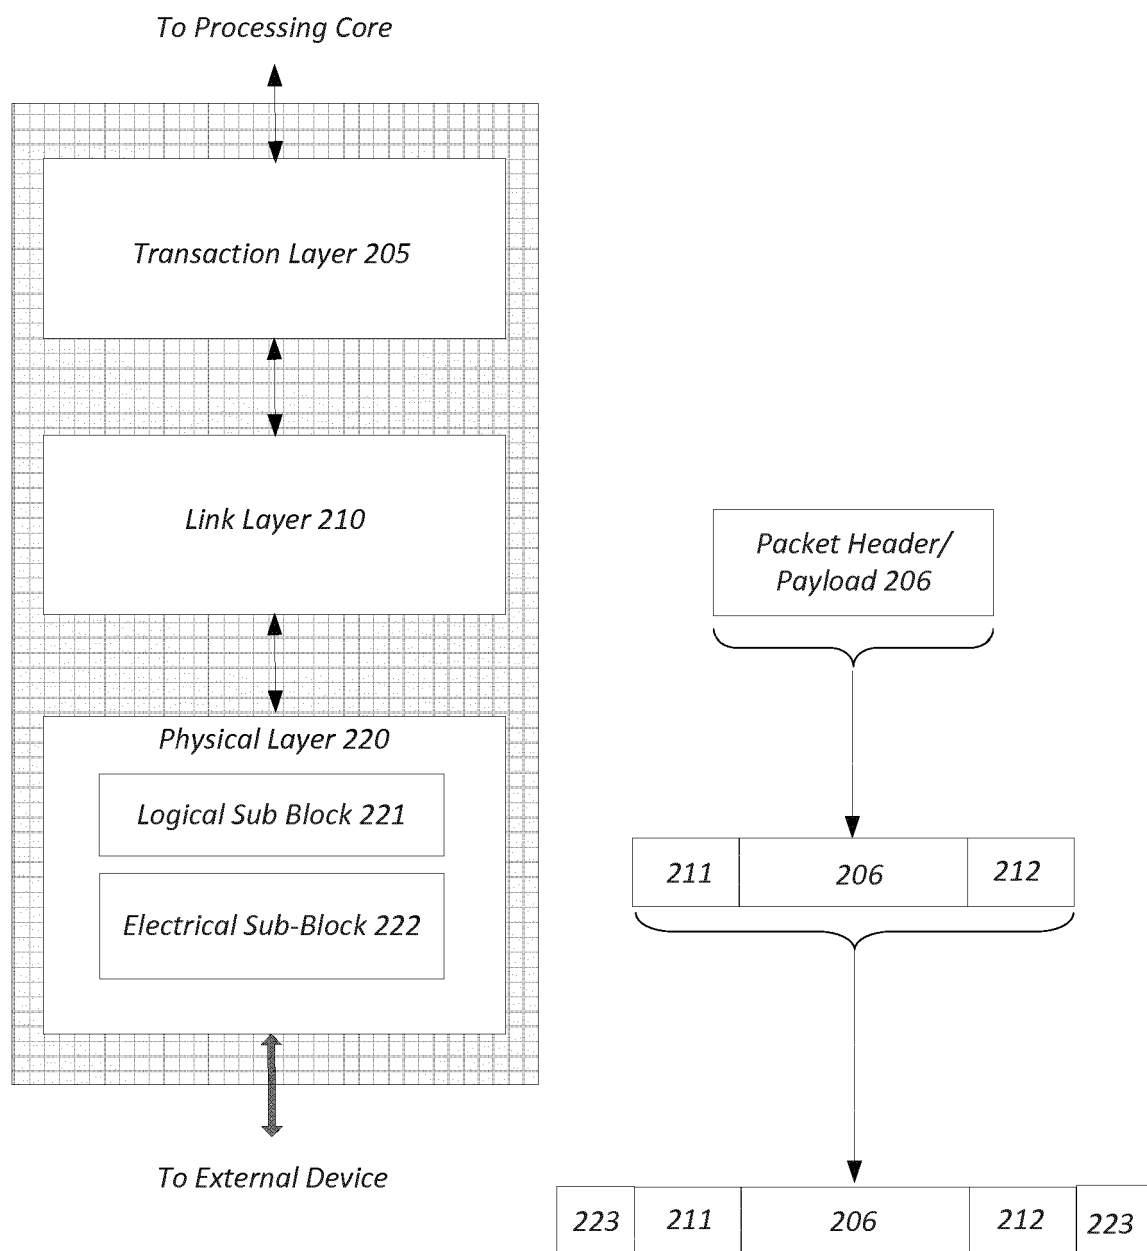 To Processing Core
Transaction Layer 205
Link Layer 210
Packet Header/
Payload 206
Physical Layer 220
Logical Sub Block 221
Electrical Sub-Block 222
211 206 212
To External Device
223 211 206 212 223